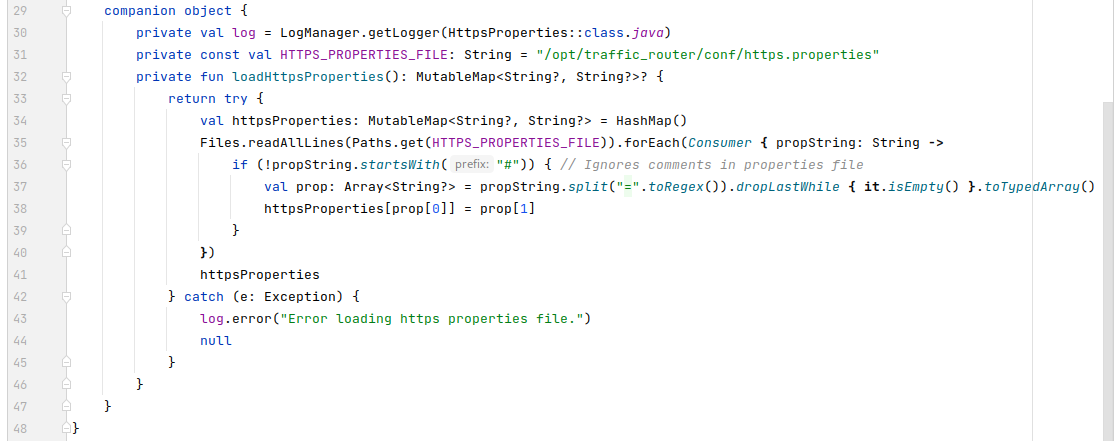 29 companion object {
30 private val log = LogManager.getLogger(HttpsProperties::class.java)
31 private const val HTTPS_PROPERTIES_FILE: String = "/opt/traffic_router/conf/https.properties"
32 private fun loadHttpsProperties(): MutableMap<String?, String?>? {
33 return try {
34 val httpsProperties: MutableMap<String?, String?> = HashMap()
35 Files.readAllLines(Paths.get(HTTPS_PROPERTIES_FILE)).forEach(Consumer { propString: String ->
36 if (!propString.startsWith( prefix: "#")) { // Ignores comments in properties file
37 val prop: Array<String?> = propString.split("=".toRegex()).dropLastWhile { it.isEmpty() }.toTypedArray()
38 httpsProperties[prop[0]] = prop[1]
39 }
40 })
41 httpsProperties
42 } catch (e: Exception) {
43 log.error("Error loading https properties file.")
44 null
45 }
46 }
47 }
48 }